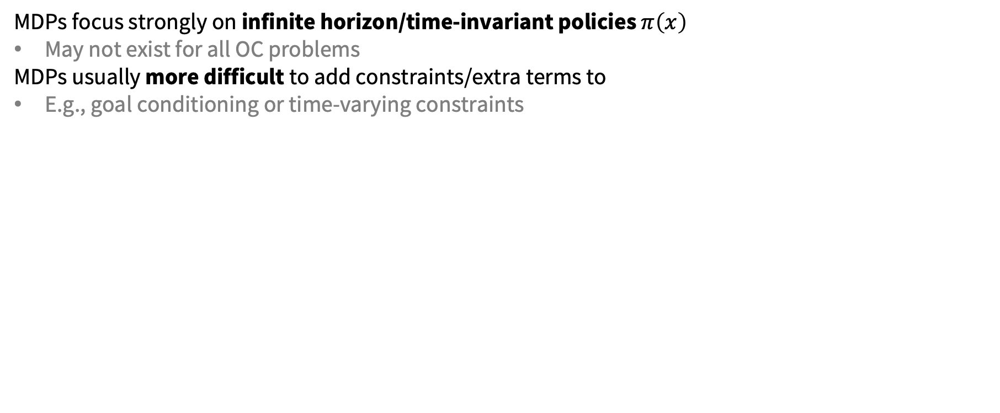 MDPs focus strongly on infinite horizon/time-invariant policies π(x)
• May not exist for all OC problems
MDPs usually more difficult to add constraints/extra terms to
• E.g., goal conditioning or time-varying constraints